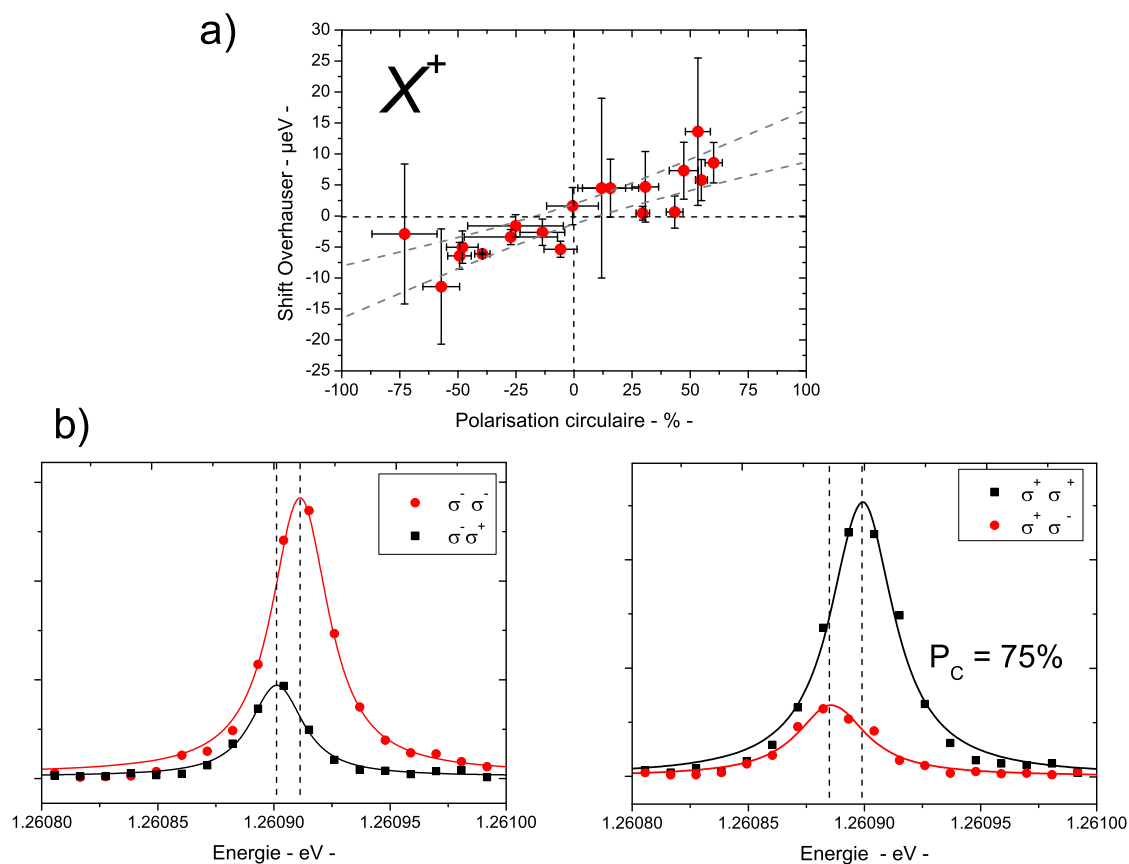 a)
X+
30
25
20
15
10
5
0
-5
-10
-15
-20
-25
Shift Overhauser - µeV -
-100 -75 -50 -25 0 25 50 75 100
Polarisation circulaire - % -
b)
σ- σ-
σ- σ+
1.26080 1.26085 1.26090 1.26095 1.26100
Energie - eV -
σ+ σ+
σ+ σ-
PC = 75%
1.26080 1.26085 1.26090 1.26095 1.26100
Energie - eV -